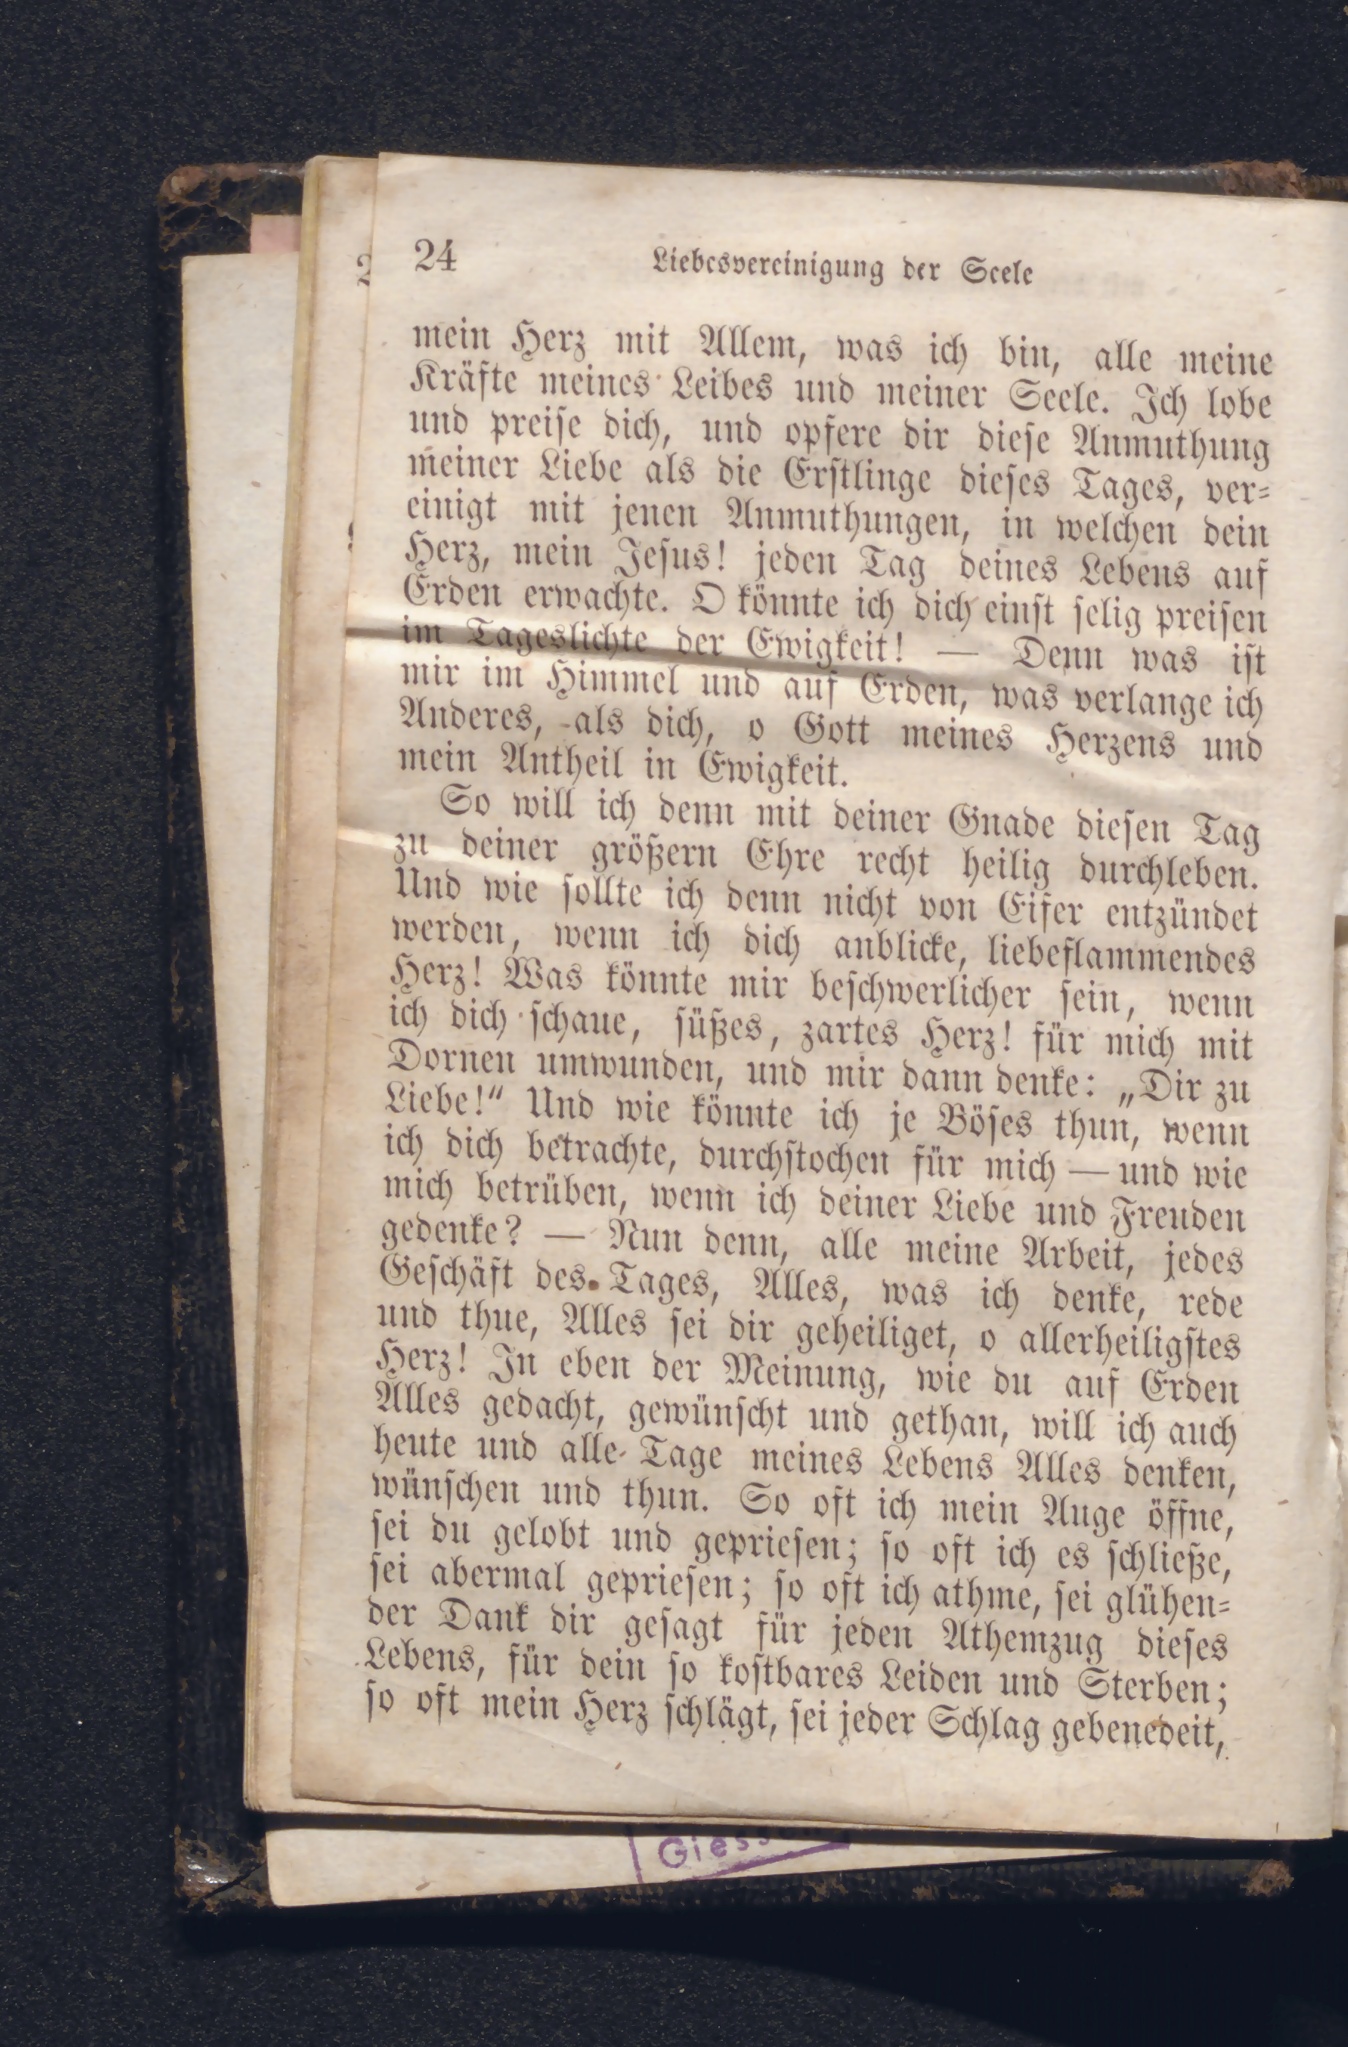 24 Liebesvereinigung der Seele
mein Herz mit Allem, was ich bin, alle meine
Kräfte meines Leibes und meiner Seele. Ich lobe
und preise dich, und opfere dir diese Anmuthung
meiner Liebe als die Erstlinge dieses Tages, ver-
einigt mit jenen Anmuthungen, in welchen dein
Herz, mein Jesus! jeden Tag deines Lebens auf
Erden erwachte. O könnte ich dich einst selig preisen
im Tageslichte der Ewigkeit! — Denn was ist
mir im Himmel und auf Erden, was verlange ich
Anderes, als dich, o Gott meines Herzens und
mein Antheil in Ewigkeit.
So will ich denn mit deiner Gnade diesen Tag
zu deiner größern Ehre recht heilig durchleben.
Und wie sollte ich denn nicht von Eifer entzündet
werden, wenn ich dich anblicke, liebeflammendes
Herz! Was könnte mir beschwerlicher sein, wenn
ich dich schaue, süßes, zartes Herz! für mich mit
Dornen umwunden, und mir dann denke: „Dir zu
Liebe!“ Und wie könnte ich je Böses thun, wenn
ich dich betrachte, durchstochen für mich — und wie
mich betrüben, wenn ich deiner Liebe und Freuden
gedenke? — Nun denn, alle meine Arbeit, jedes
Geschäft des Tages, Alles, was ich denke, rede
und thue, Alles sei dir geheiliget, o allerheiligstes
Herz! In eben der Meinung, wie du auf Erden
Alles gedacht, gewünscht und gethan, will ich auch
heute und alle Tage meines Lebens Alles denken,
wünschen und thun. So oft ich mein Auge öffne,
sei du gelobt und gepriesen; so oft ich es schließe,
sei abermal gepriesen; so oft ich athme, sei glühen-
der Dank dir gesagt für jeden Athemzug dieses
Lebens, für dein so kostbares Leiden und Sterben;
so oft mein Herz schlägt, sei jeder Schlag gebenedeit,